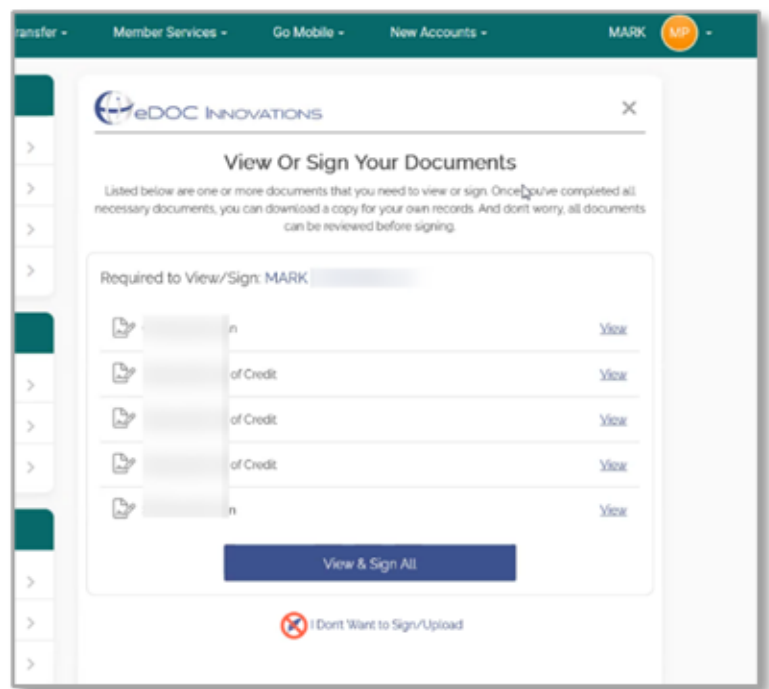 ransfer -
Member Services - Go Mobile - New Accounts - MARK MP -
eDOC INNOVATIONS
View Or Sign Your Documents
Listed below are one or more documents that you need to view or sign. Once you've completed all
necessary documents, you can download a copy for your own records. And don't worry, all documents
can be reviewed before signing.
Required to View/Sign: MARK
n View
of Credit View
of Credit View
of Credit View
n View
View & Sign All
I Don't Want to Sign/Upload